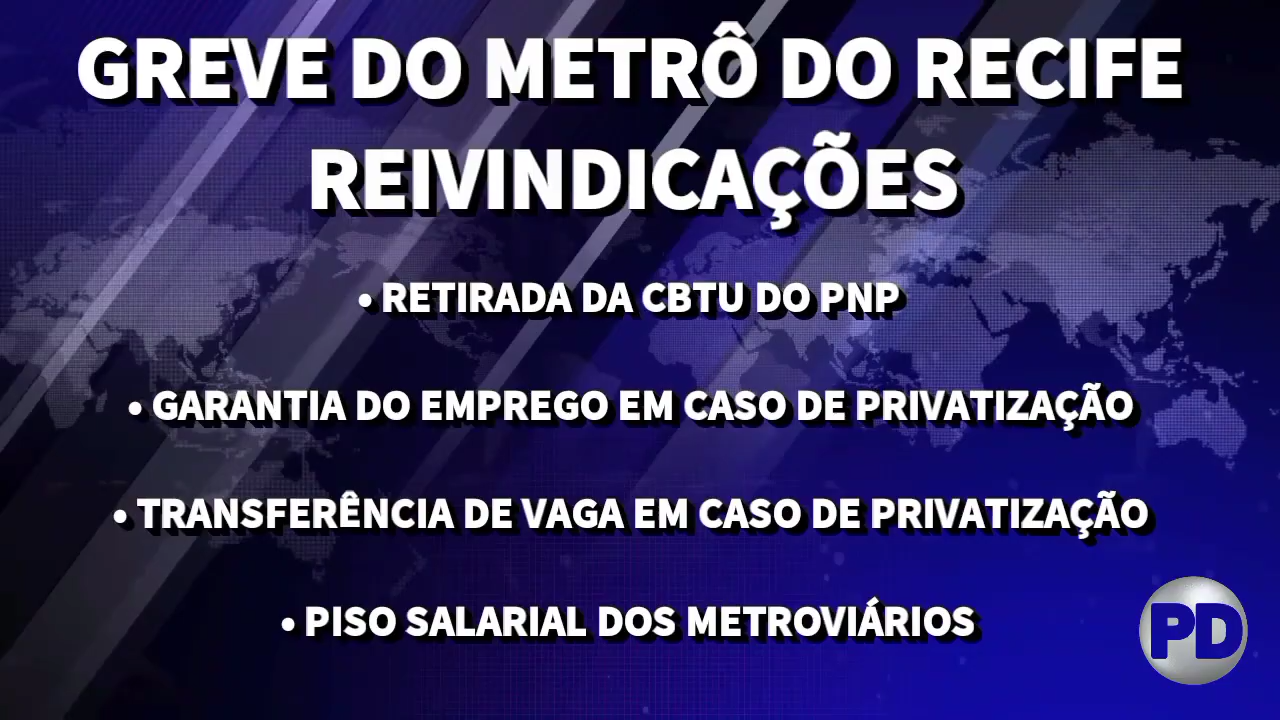 GREVE DO METRÔ DO RECIFE
REIVINDICAÇÕES
• RETIRADA DA CBTU DO PNP
• GARANTIA DO EMPREGO EM CASO DE PRIVATIZAÇÃO
• TRANSFERÊNCIA DE VAGA EM CASO DE PRIVATIZAÇÃO
• PISO SALARIAL DOS METROVIÁRIOS
PD